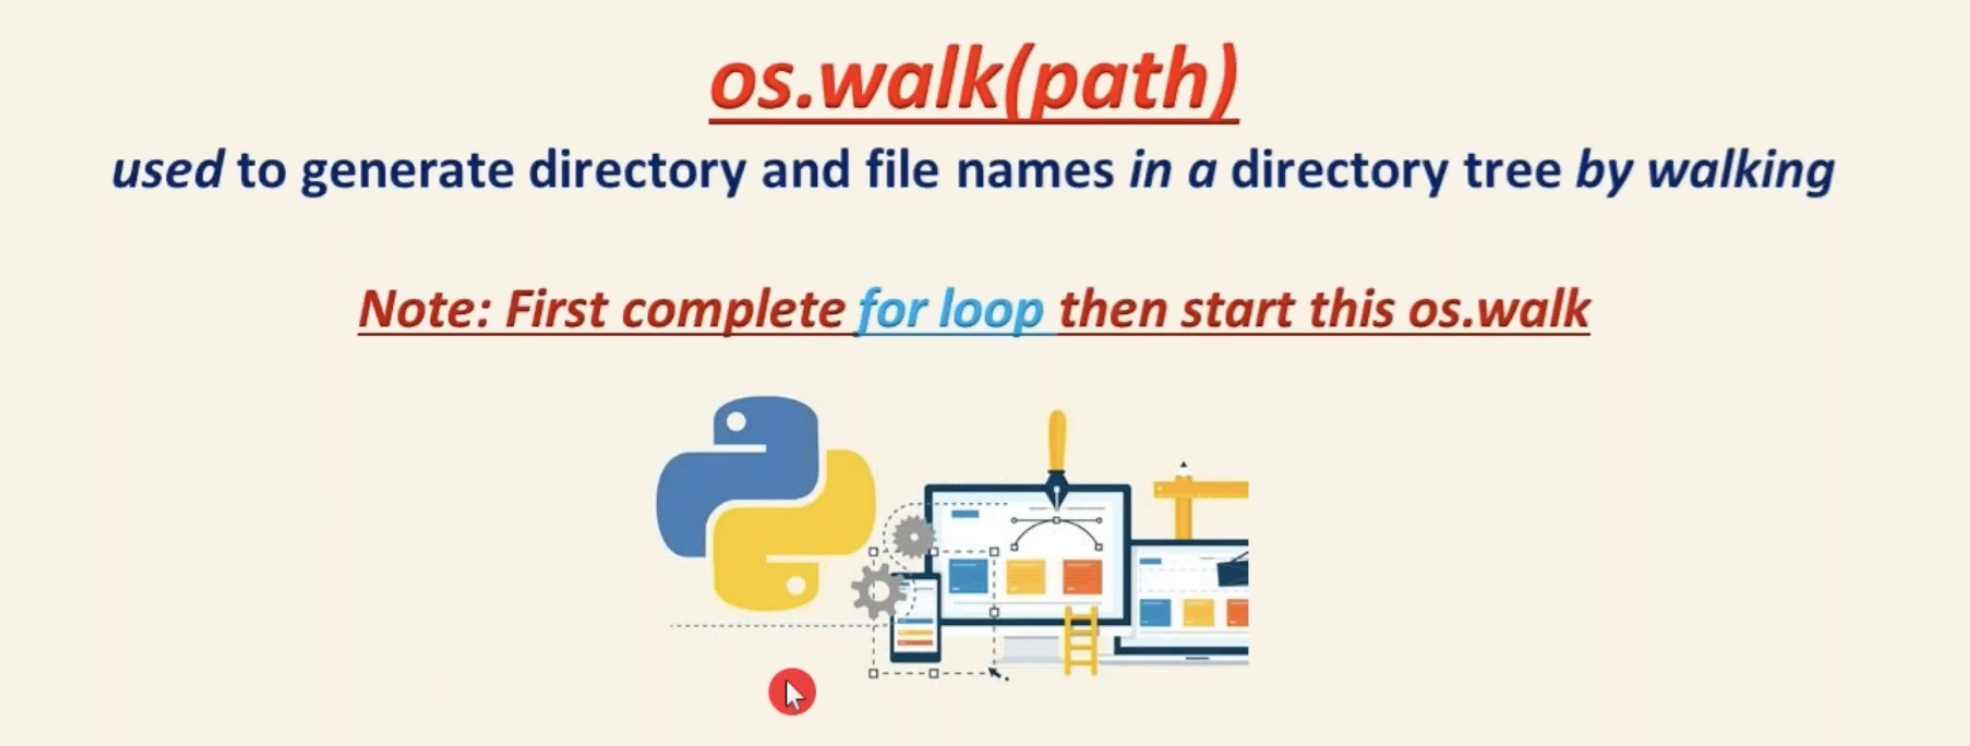 os.walk(path)
used to generate directory and file names in a directory tree by walking
Note: First complete for loop then start this os.walk